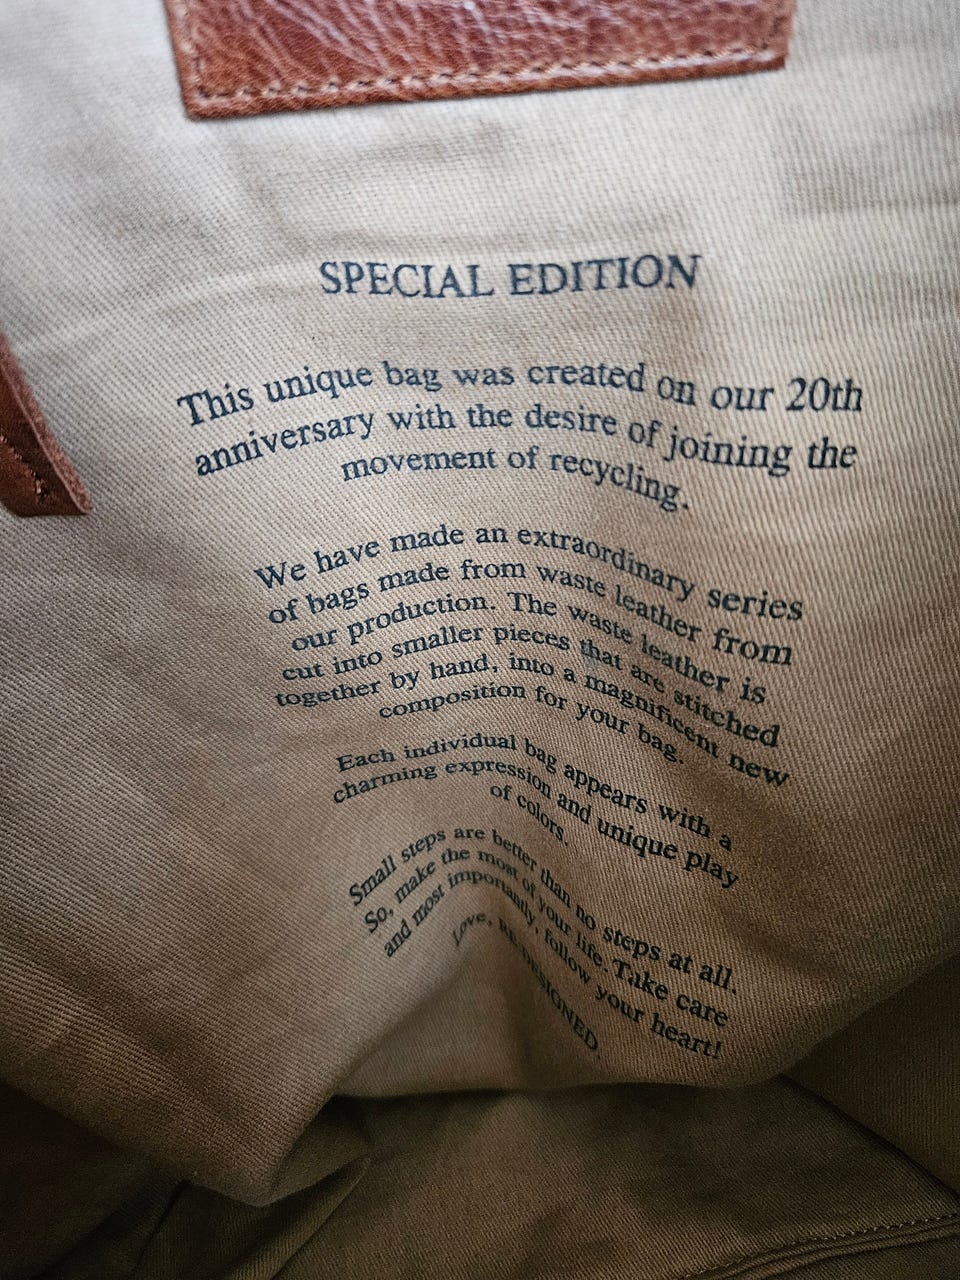 SPECIAL EDITION
This unique bag was created on our 20th
anniversary with the desire of joining the
movement of recycling.
We have made an extraordinary series
of bags made from waste leather from
our production. The waste leather is
cut into smaller pieces that are stitched
together by hand, into a magnificent new
composition for your bag.
Each individual bag appears with a
charming expression and unique play
of colors.
Small steps are better than no steps at all.
So, make the most of your life. Take care
and most importantly, follow your heart!
Love, RE:DESIGNED